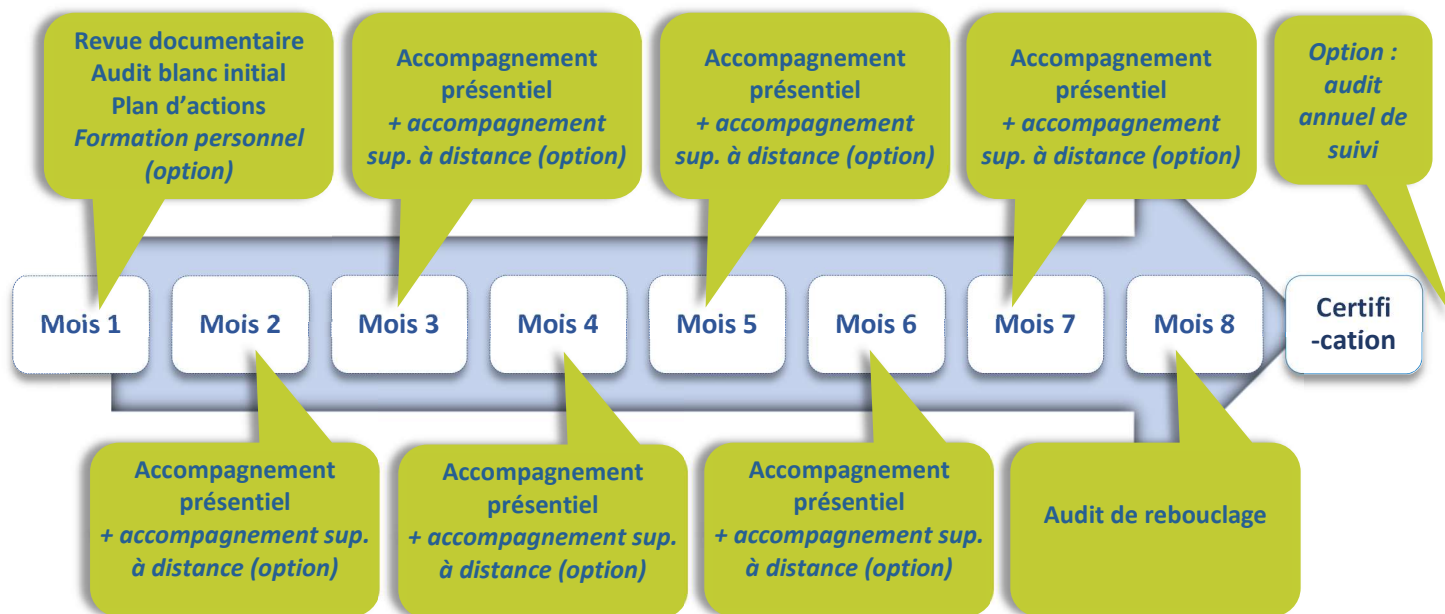 Revue documentaire
Audit blanc initial
Plan d’actions
Formation personnel
(option)
Accompagnement
présentiel
+ accompagnement
sup. à distance (option)
Accompagnement
présentiel
+ accompagnement
sup. à distance (option)
Accompagnement
présentiel
+ accompagnement
sup. à distance (option)
Option :
audit
annuel de
suivi
Mois 1
Mois 2
Mois 3
Mois 4
Mois 5
Mois 6
Mois 7
Mois 8
Certifi
-cation
Accompagnement
présentiel
+ accompagnement sup.
à distance (option)
Accompagnement
présentiel
+ accompagnement sup.
à distance (option)
Accompagnement
présentiel
+ accompagnement sup.
à distance (option)
Audit de rebouclage